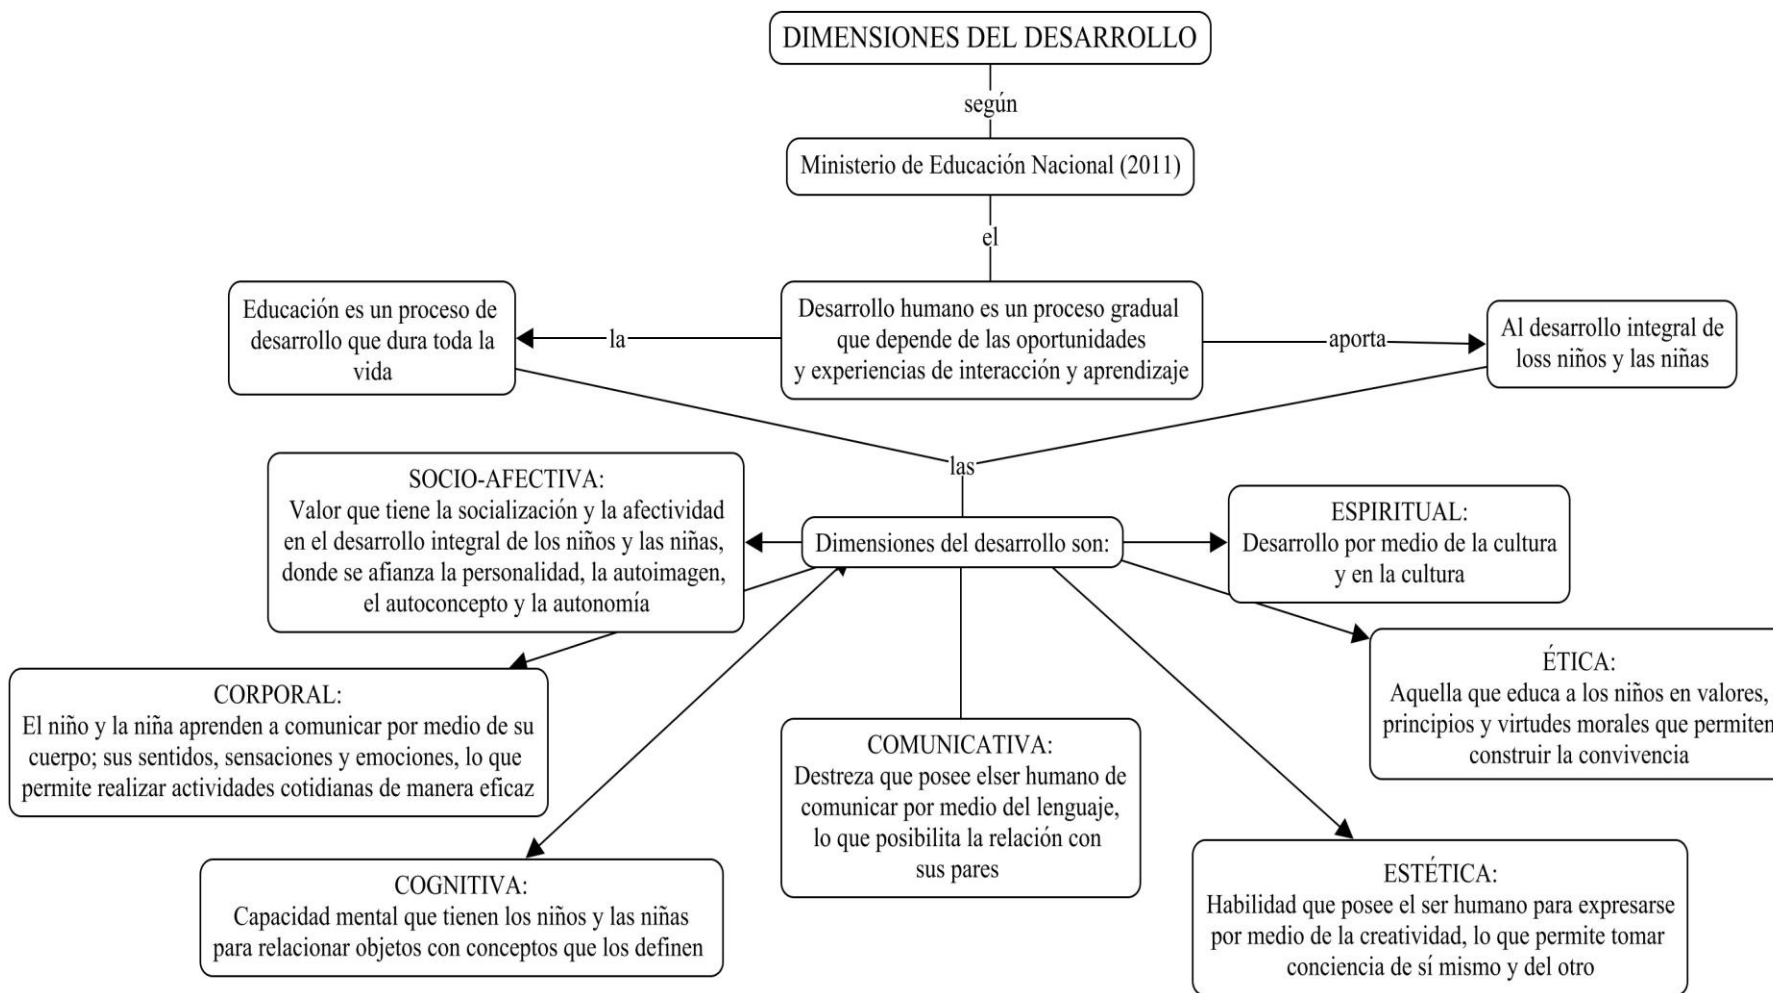 DIMENSIONES DEL DESARROLLO
según
Ministerio de Educación Nacional (2011)
el
Educación es un proceso de
desarrollo que dura toda la
vida
la
Desarrollo humano es un proceso gradual
que depende de las oportunidades
y experiencias de interacción y aprendizaje
aporta
Al desarrollo integral de
loss niños y las niñas
las
Dimensiones del desarrollo son:
SOCIO-AFECTIVA:
Valor que tiene la socialización y la afectividad
en el desarrollo integral de los niños y las niñas,
donde se afianza la personalidad, la autoimagen,
el autoconcepto y la autonomía
ESPIRITUAL:
Desarrollo por medio de la cultura
y en la cultura
CORPORAL:
El niño y la niña aprenden a comunicar por medio de su
cuerpo; sus sentidos, sensaciones y emociones, lo que
permite realizar actividades cotidianas de manera eficaz
ÉTICA:
Aquella que educa a los niños en valores,
principios y virtudes morales que permiten
construir la convivencia
COMUNICATIVA:
Destreza que posee elser humano de
comunicar por medio del lenguaje,
lo que posibilita la relación con
sus pares
COGNITIVA:
Capacidad mental que tienen los niños y las niñas
para relacionar objetos con conceptos que los definen
ESTÉTICA:
Habilidad que posee el ser humano para expresarse
por medio de la creatividad, lo que permite tomar
conciencia de sí mismo y del otro